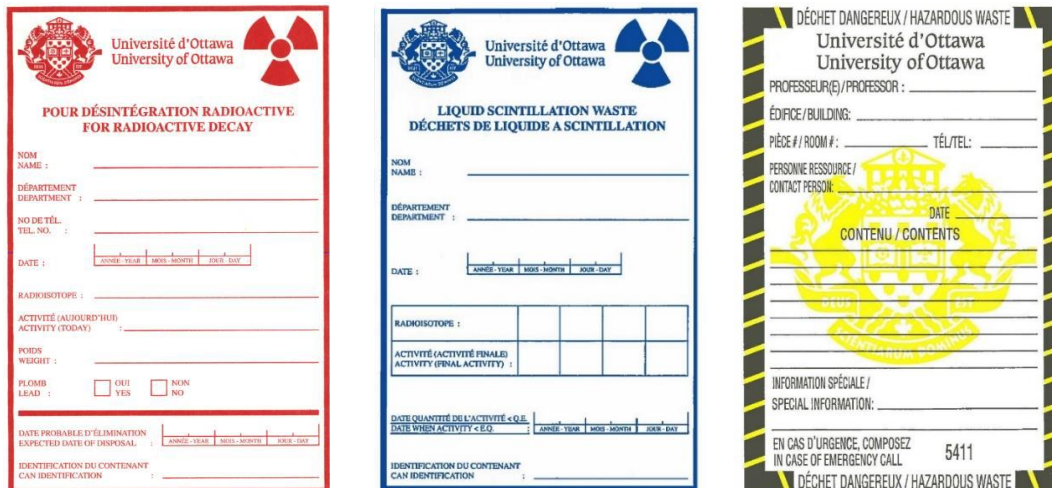 Université d'Ottawa
University of Ottawa
POUR DÉSINTÉGRATION RADIOACTIVE
FOR RADIOACTIVE DECAY
NOM
NAME :
DÉPARTEMENT
DEPARTMENT :
NO DE TÉL.
TEL. NO. :
DATE :
ANNÉE - YEAR MOIS - MONTH JOUR - DAY
RADIOISOTOPE :
ACTIVITÉ (AUJOURD'HUI)
ACTIVITY (TODAY) :
POIDS
WEIGHT :
PLOMB OUI NON
LEAD : YES NO
DATE PROBABLE D'ÉLIMINATION
EXPECTED DATE OF DISPOSAL :
ANNÉE - YEAR MOIS - MONTH JOUR - DAY
IDENTIFICATION DU CONTENANT
CAN IDENTIFICATION :
Université d'Ottawa
University of Ottawa
LIQUID SCINTILLATION WASTE
DÉCHETS DE LIQUIDE A SCINTILLATION
NOM
NAME :
DÉPARTEMENT
DEPARTMENT :
DATE :
ANNÉE - YEAR MOIS - MONTH JOUR - DAY
RADIOISOTOPE :
ACTIVITÉ (ACTIVITÉ FINALE)
ACTIVITY (FINAL ACTIVITY) :
DATE QUANTITÉ DE L'ACTIVITÉ < Q.E.
DATE WHEN ACTIVITY < E.Q. :
ANNÉE - YEAR MOIS - MONTH JOUR - DAY
IDENTIFICATION DU CONTENANT
CAN IDENTIFICATION :
DÉCHET DANGEREUX / HAZARDOUS WASTE
Université d'Ottawa
University of Ottawa
PROFESSEUR(E) / PROFESSOR :
ÉDIFICE / BUILDING:
PIÈCE # / ROOM # : TÉL/TEL:
PERSONNE RESSOURCE /
CONTACT PERSON:
DATE
CONTENU / CONTENTS
INFORMATION SPÉCIALE /
SPECIAL INFORMATION:
EN CAS D'URGENCE, COMPOSEZ
IN CASE OF EMERGENCY CALL 5411
DÉCHET DANGEREUX / HAZARDOUS WASTE